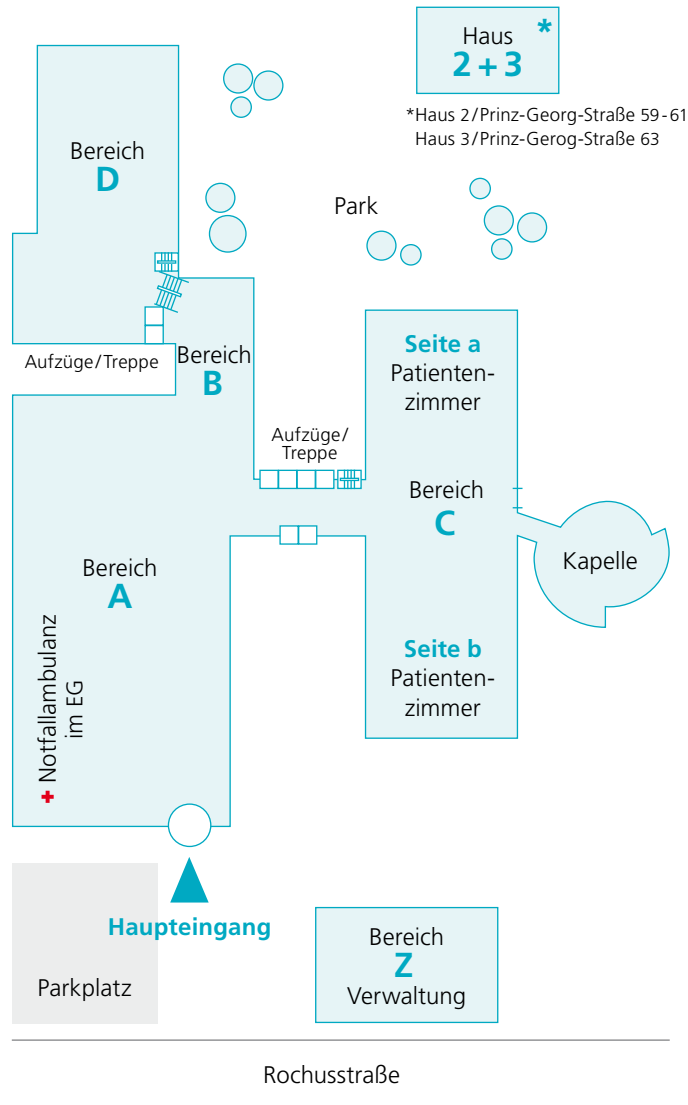 Haus *
2 + 3
*Haus 2/Prinz-Georg-Straße 59-61
Haus 3/Prinz-Gerog-Straße 63
Bereich
D
Park
Aufzüge/Treppe
Bereich
B
Seite a
Patienten-
zimmer
Aufzüge/
Treppe
Bereich
C
Kapelle
Bereich
A
Seite b
Patienten-
zimmer
Notfallambulanz
im EG
Haupteingang
Parkplatz
Bereich
Z
Verwaltung
Rochusstraße